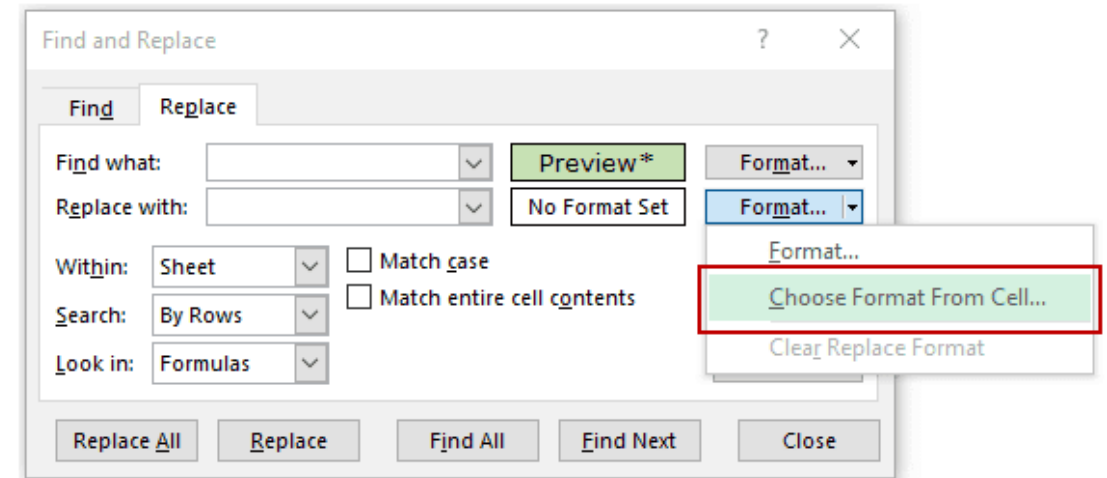 Find and Replace ?
Find Replace
Find what: Preview* Format...
Replace with: No Format Set Format...
Format...
Within: Sheet Match case
Choose Format From Cell...
Match entire cell contents
Search: By Rows
Clear Replace Format
Look in: Formulas
Replace All Replace Find All Find Next Close